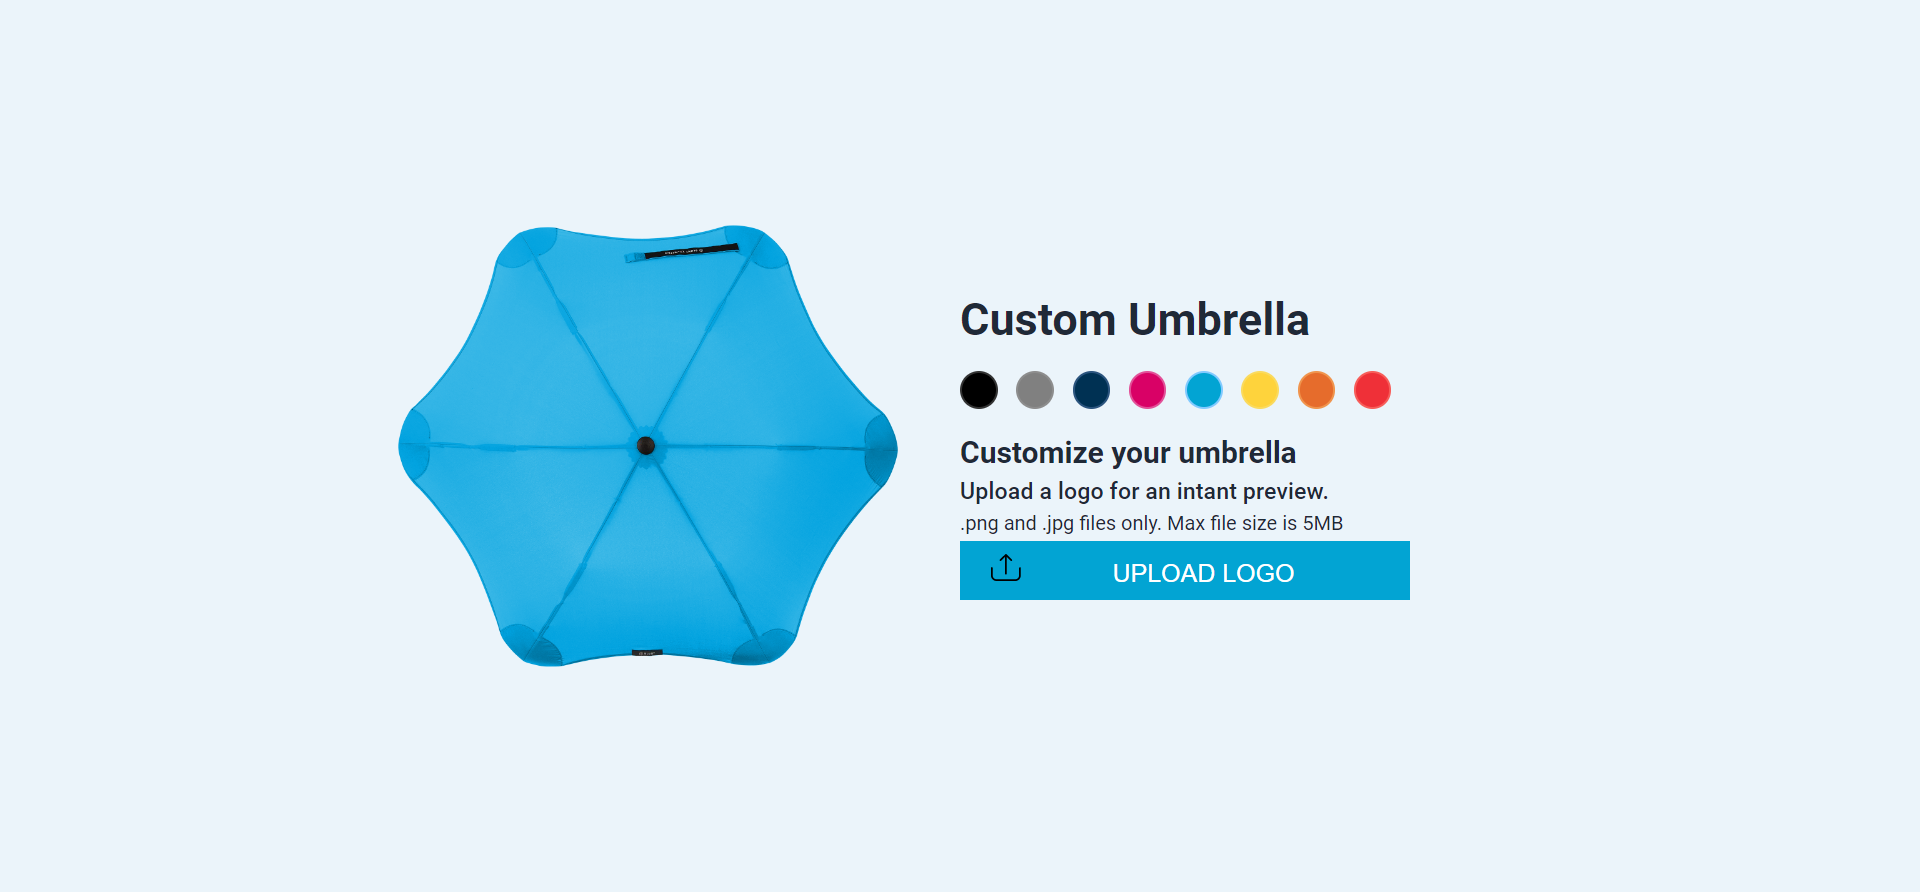 Custom Umbrella
Customize your umbrella
Upload a logo for an intant preview.
.png and .jpg files only. Max file size is 5MB
UPLOAD LOGO